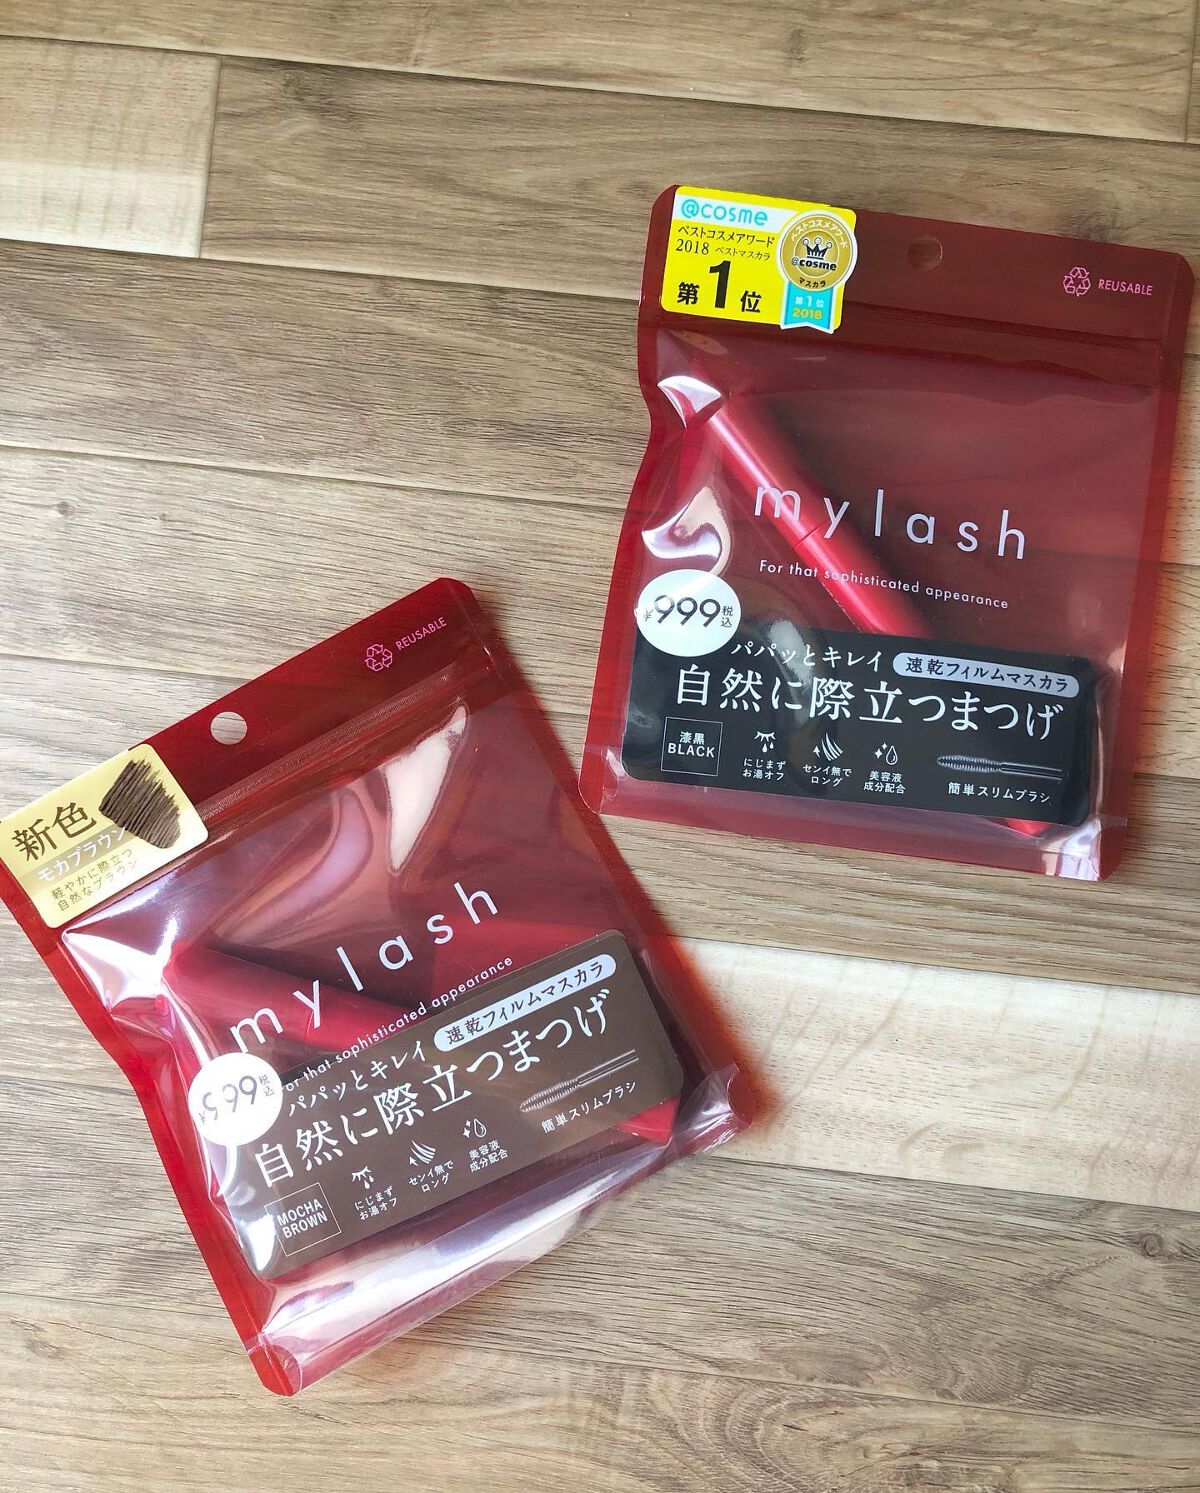 @cosme
ベストコスメアワード
2018 ベストマスカラ
第1位
ベストコスメアワード
@cosme
マスカラ
第1位
2018
REUSABLE
mylash
For that sophisticated appearance
¥999税込
パパッとキレイ 速乾フィルムマスカラ
自然に際立つまつげ
漆黒
BLACK
にじまず
お湯オフ
センイ無で
ロング
美容液
成分配合
簡単スリムブラシ
REUSABLE
新色
モカブラウン
軽やかに際立つ
自然なブラウン
mylash
For that sophisticated appearance
¥999税込
パパッとキレイ 速乾フィルムマスカラ
自然に際立つまつげ
MOCHA
BROWN
にじまず
お湯オフ
センイ無で
ロング
美容液
成分配合
簡単スリムブラシ